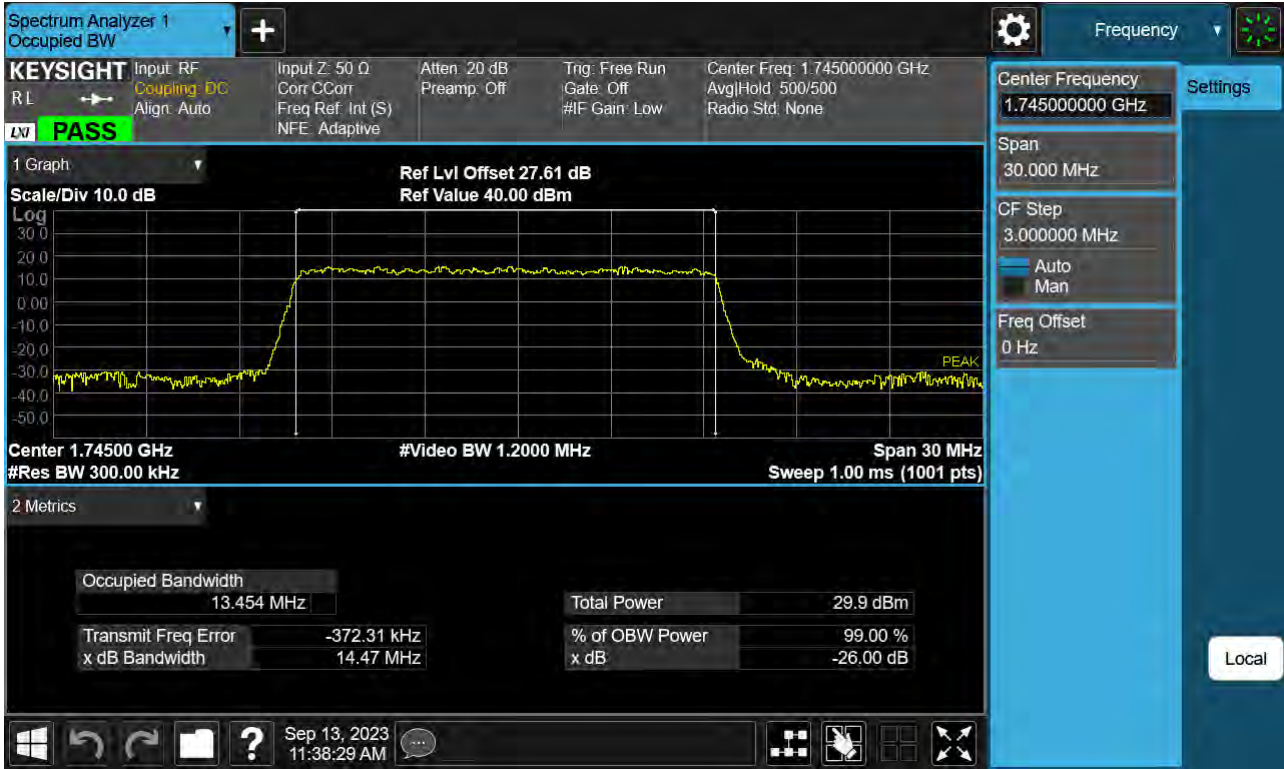 Spectrum Analyzer 1
Occupied BW
Frequency
KEYSIGHT
RL
LXI
PASS
Input: RF
Coupling: DC
Align: Auto
Input Z: 50 Ω
Corr CCorr
Freq Ref: Int (S)
NFE: Adaptive
Atten: 20 dB
Preamp: Off
Trig: Free Run
Gate: Off
#IF Gain: Low
Center Freq: 1.745000000 GHz
Avg|Hold: 500/500
Radio Std: None
Center Frequency
1.745000000 GHz
Settings
Span
30.000 MHz
CF Step
3.000000 MHz
Auto
Man
Freq Offset
0 Hz
1 Graph
Scale/Div 10.0 dB
Ref Lvl Offset 27.61 dB
Ref Value 40.00 dBm
Log
30.0
20.0
10.0
0.00
-10.0
-20.0
-30.0
-40.0
-50.0
PEAK
Center 1.74500 GHz
#Video BW 1.2000 MHz
Span 30 MHz
#Res BW 300.00 kHz
Sweep 1.00 ms (1001 pts)
2 Metrics
Occupied Bandwidth
13.454 MHz
Total Power 29.9 dBm
Transmit Freq Error -372.31 kHz
% of OBW Power 99.00 %
x dB Bandwidth 14.47 MHz
x dB -26.00 dB
Local
?
Sep 13, 2023
11:38:29 AM